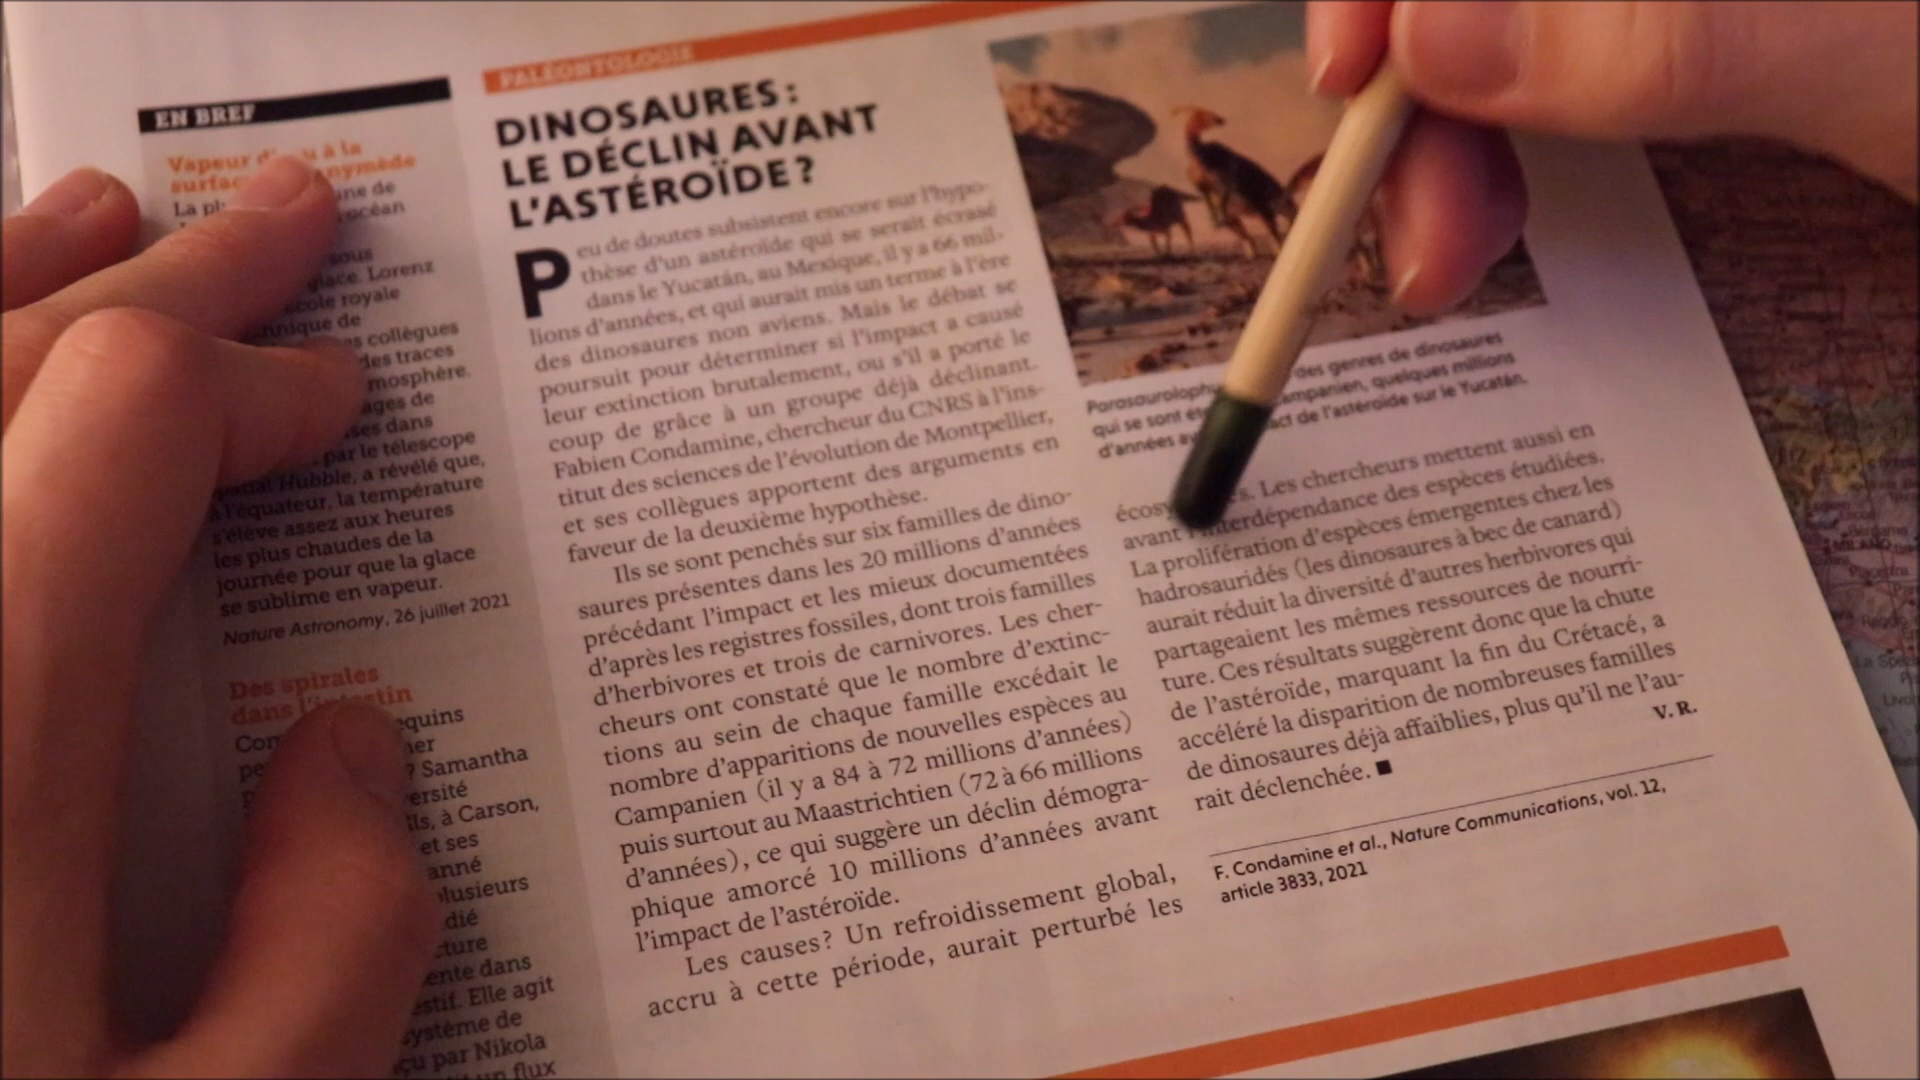 EN BREF
Vapeur d' à la
surfac nymède
La pl une de
océan
sous
glace. Lorenz
école royale
hnique de
collègues
des traces
mosphère.
ages de
ses dans
par le télescope
Hubble, a révélé que,
à l'équateur, la température
s'élève assez aux heures
les plus chaudes de la
journée pour que la glace
se sublime en vapeur.
Nature Astronomy, 26 juillet 2021
Des spirales
dans l'intestin
Com equins
pe ner
? Samantha
ersité
ils, à Carson,
et ses
anné
plusieurs
dié
cture
ente dans
estif. Elle agit
système de
çu par Nikola
un flux
PALÉONTOLOGIE
DINOSAURES :
LE DÉCLIN AVANT
L'ASTÉROÏDE ?
Peu de doutes subsistent encore sur l'hypo-
thèse d'un astéroïde qui se serait écrasé
dans le Yucatán, au Mexique, il y a 66 mil-
lions d'années, et qui aurait mis un terme à l'ère
des dinosaures non aviens. Mais le débat se
poursuit pour déterminer si l'impact a causé
leur extinction brutalement, ou s'il a porté le
coup de grâce à un groupe déjà déclinant.
Fabien Condamine, chercheur du CNRS à l'ins-
titut des sciences de l'évolution de Montpellier,
et ses collègues apportent des arguments en
faveur de la deuxième hypothèse.
Ils se sont penchés sur six familles de dino-
saures présentes dans les 20 millions d'années
précédant l'impact et les mieux documentées
d'après les registres fossiles, dont trois familles
d'herbivores et trois de carnivores. Les cher-
cheurs ont constaté que le nombre d'extinc-
tions au sein de chaque famille excédait le
nombre d'apparitions de nouvelles espèces au
Campanien (il y a 84 à 72 millions d'années)
puis surtout au Maastrichtien (72 à 66 millions
d'années), ce qui suggère un déclin démogra-
phique amorcé 10 millions d'années avant
l'impact de l'astéroïde.
Les causes ? Un refroidissement global,
accru à cette période, aurait perturbé les
Parasaurolophu des genres de dinosaures
qui se sont é ampanien, quelques millions
d'années av act de l'astéroïde sur le Yucatán.
écosy s. Les chercheurs mettent aussi en
avant l'interdépendance des espèces étudiées.
La prolifération d'espèces émergentes chez les
hadrosauridés (les dinosaures à bec de canard)
aurait réduit la diversité d'autres herbivores qui
partageaient les mêmes ressources de nourri-
ture. Ces résultats suggèrent donc que la chute
de l'astéroïde, marquant la fin du Crétacé, a
accéléré la disparition de nombreuses familles
de dinosaures déjà affaiblies, plus qu'il ne l'au-
rait déclenchée. ■
V. R.
F. Condamine et al., Nature Communications, vol. 12,
article 3833, 2021
MILANO